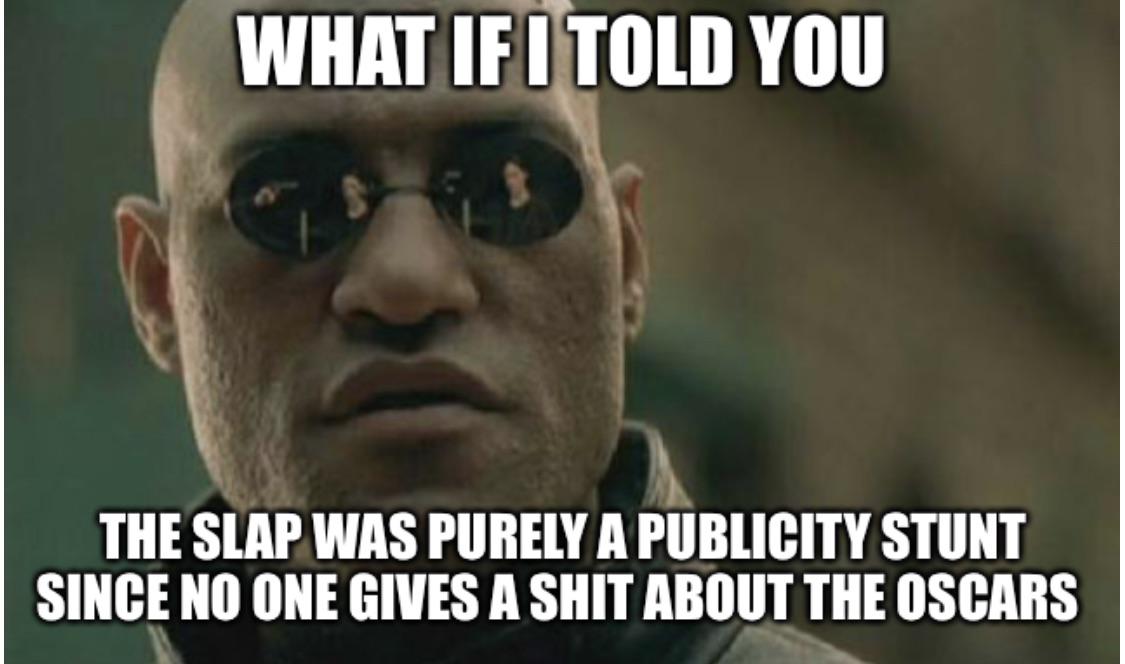 WHAT IF I TOLD YOU
THE SLAP WAS PURELY A PUBLICITY STUNT
SINCE NO ONE GIVES A SHIT ABOUT THE OSCARS